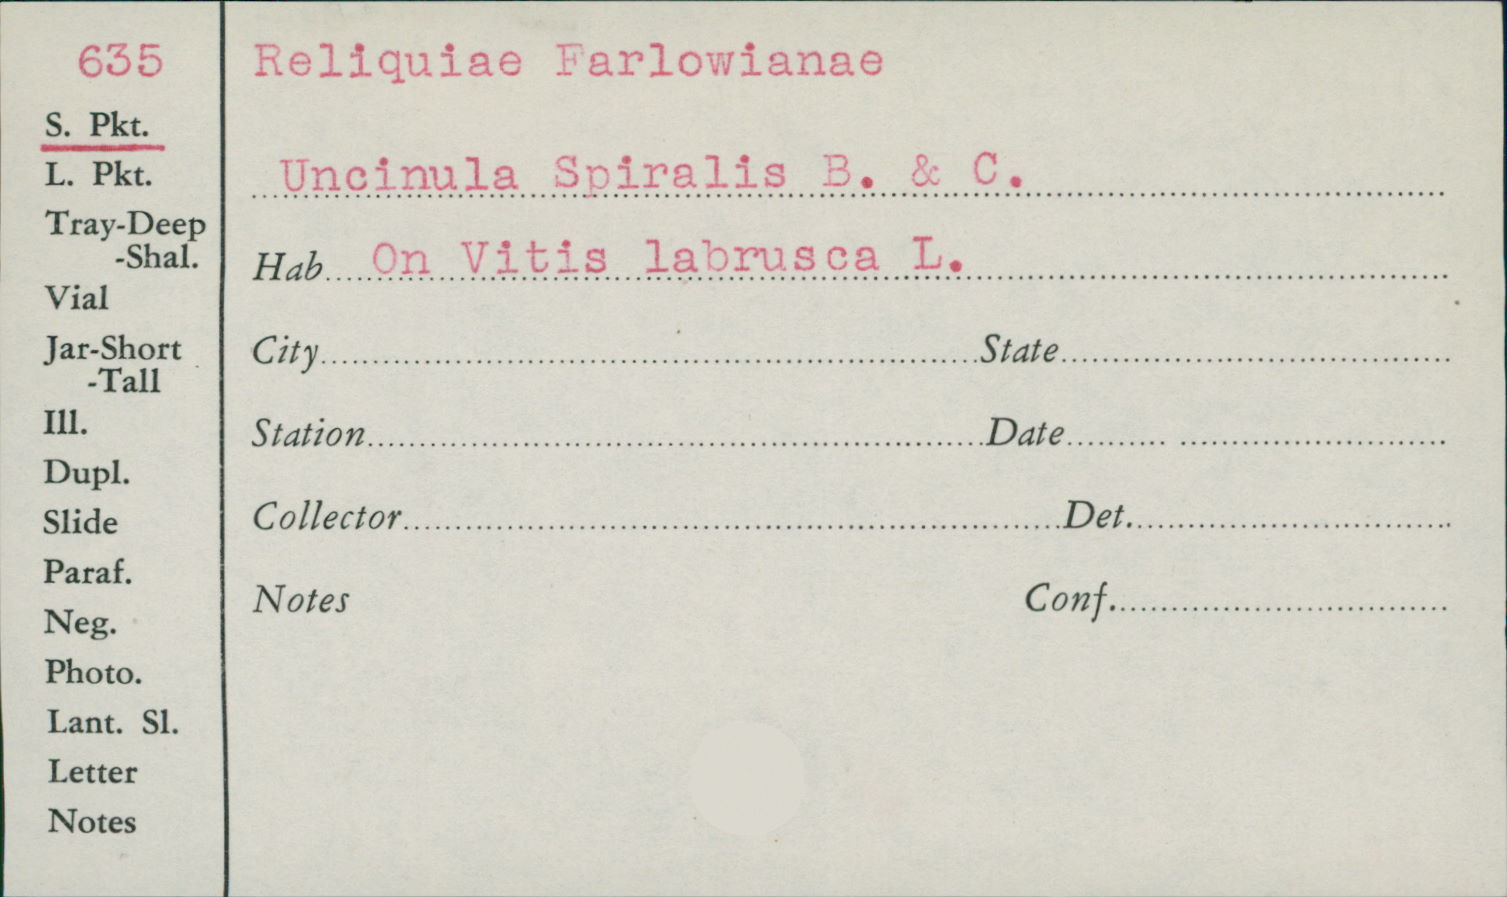 635
S. Pkt.
L. Pkt.
Tray-Deep
-Shal.
Vial
Jar-Short
-Tall
Ill.
Dupl.
Slide
Paraf.
Neg.
Photo.
Lant. Sl.
Letter
Notes
Reliquiae Farlowianae
Uncinula Spiralis B. & C.
Hab On Vitis labrusca L.
City State
Station Date
Collector Det.
Notes Conf.